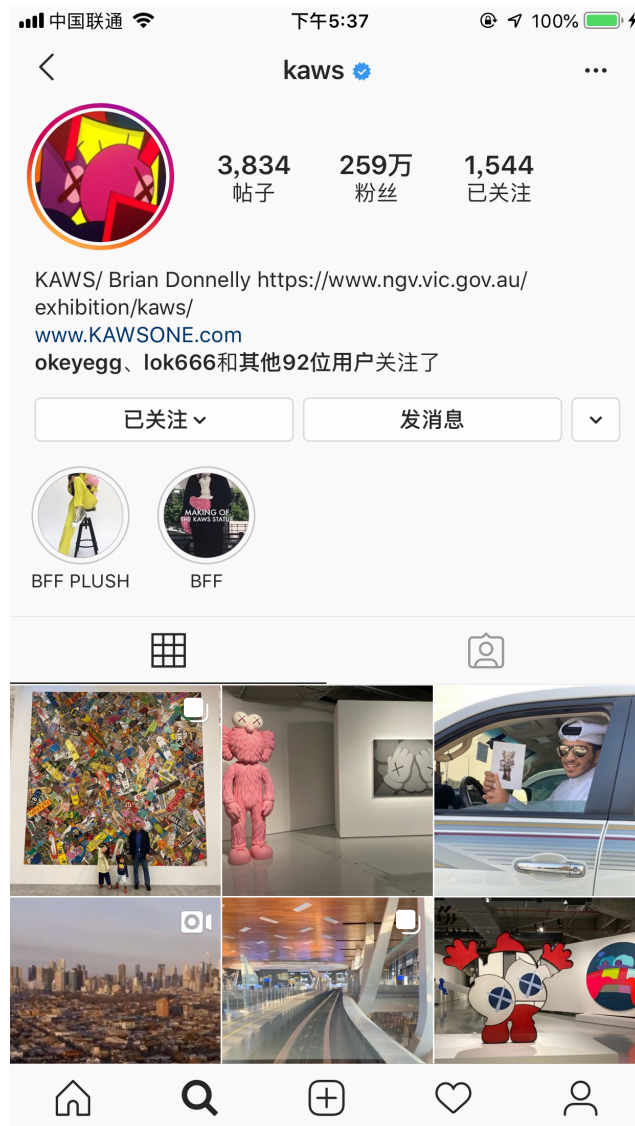 中国联通 下午5:37 100%
kaws
3,834 259万 1,544
帖子 粉丝 已关注
KAWS/ Brian Donnelly https://www.ngv.vic.gov.au/
exhibition/kaws/
www.KAWSONE.com
okeyegg、lok666和其他92位用户关注了
已关注 发消息
MAKING OF
THE KAWS STATUE
BFF PLUSH BFF